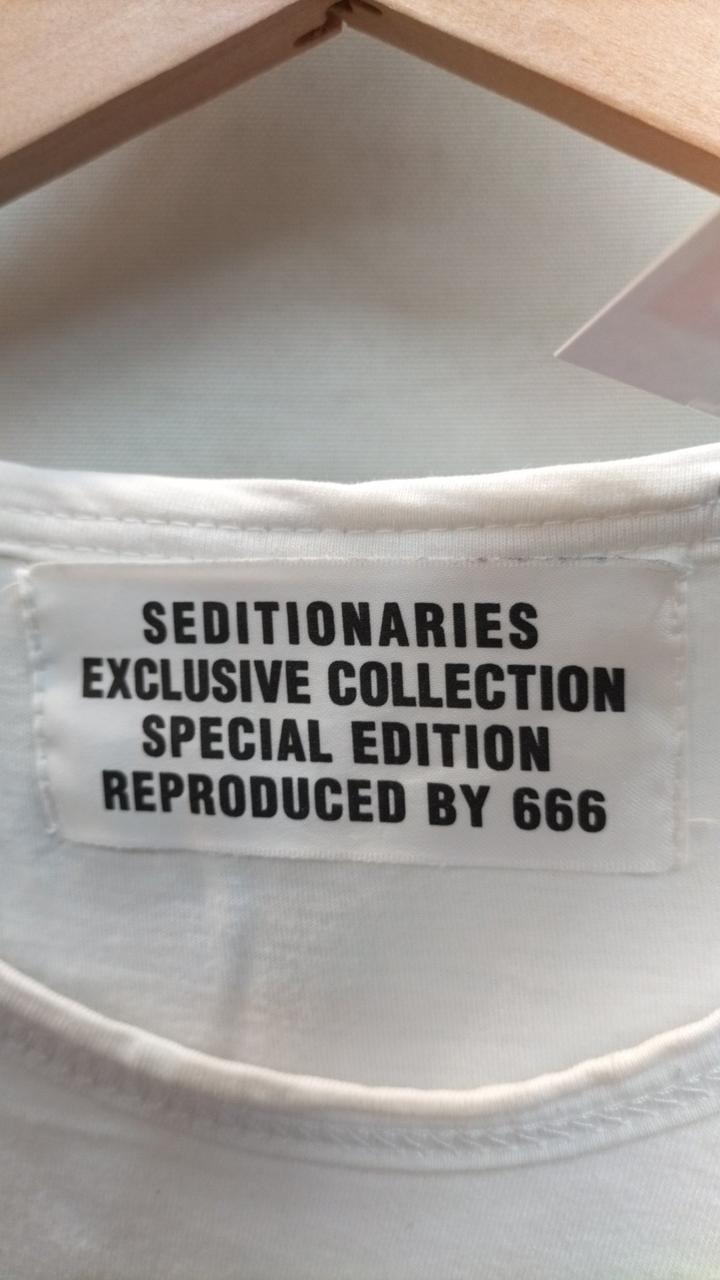 SEDITIONARIES
EXCLUSIVE COLLECTION
SPECIAL EDITION
REPRODUCED BY 666